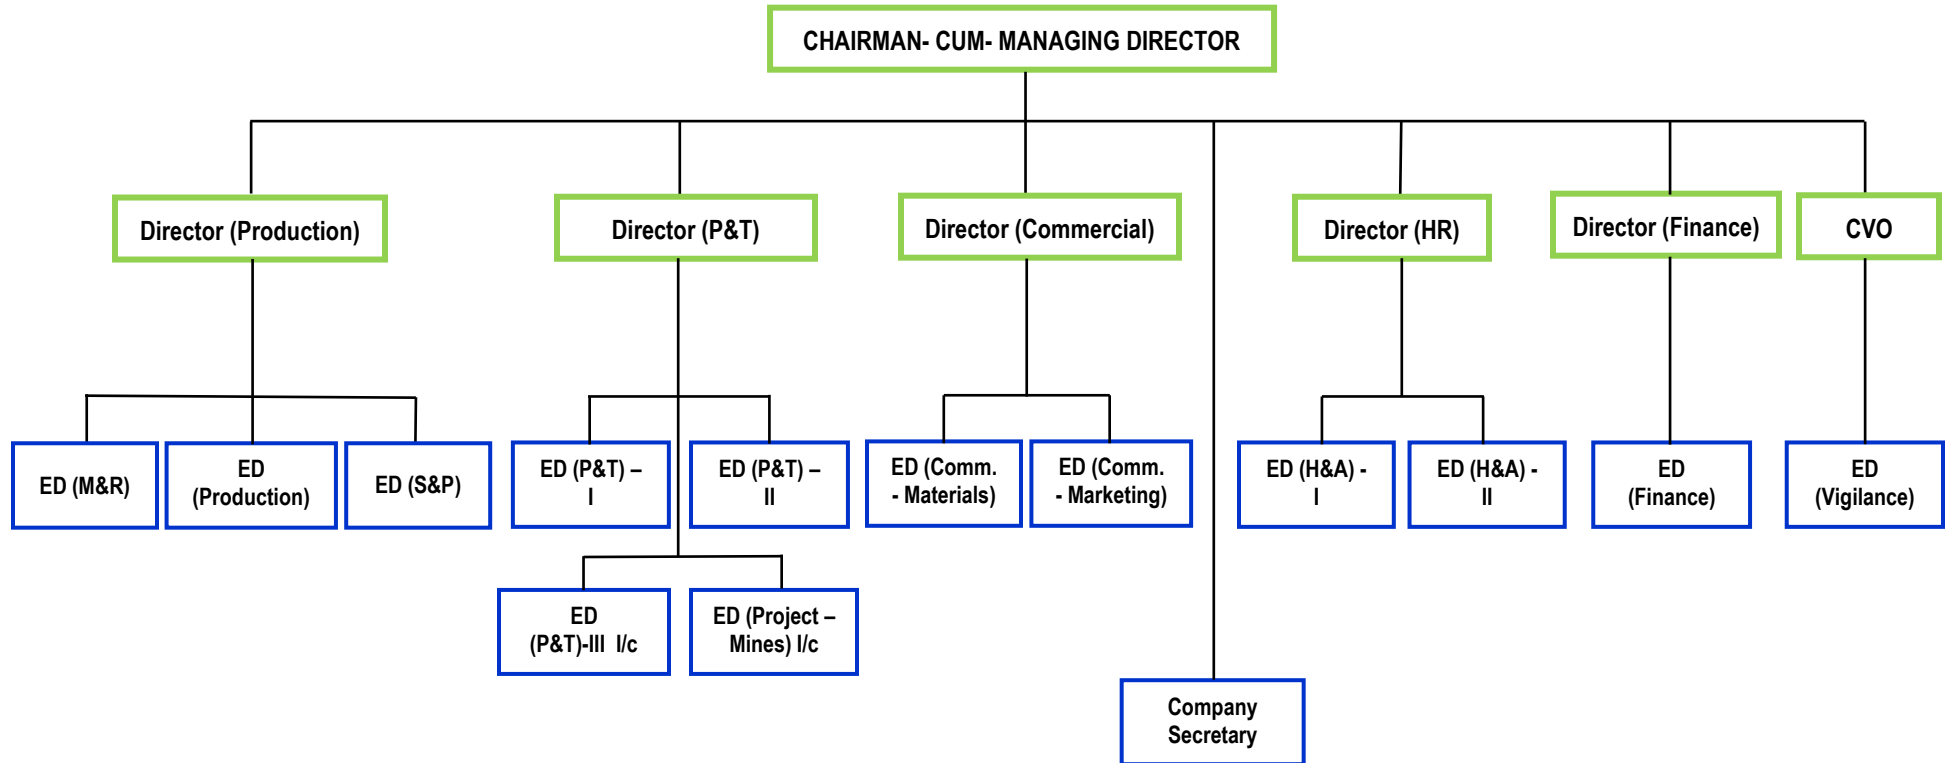 CHAIRMAN- CUM- MANAGING DIRECTOR
Director (Production)
Director (P&T)
Director (Commercial)
Director (HR)
Director (Finance)
CVO
ED (M&R)
ED
(Production)
ED (S&P)
ED (P&T) –
I
ED (P&T) –
II
ED (Comm.
- Materials)
ED (Comm.
- Marketing)
ED (H&A) -
I
ED (H&A) -
II
ED
(Finance)
ED
(Vigilance)
ED
(P&T)-III I/c
ED (Project –
Mines) I/c
Company
Secretary